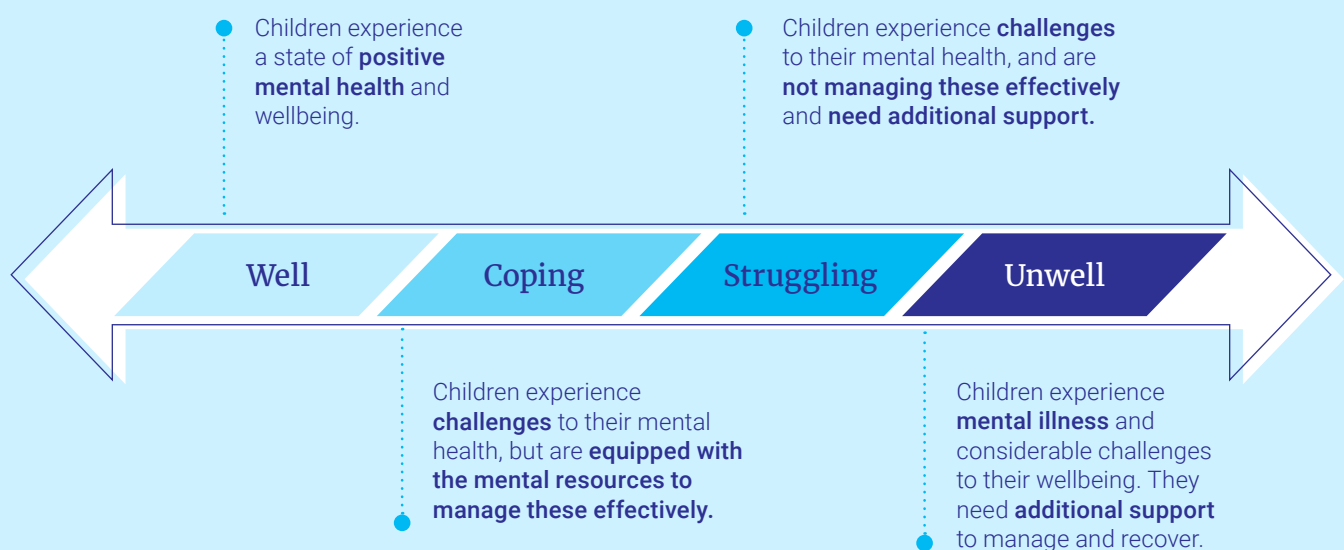 Children experience
a state of positive
mental health and
wellbeing.
Children experience challenges
to their mental health, and are
not managing these effectively
and need additional support.
Well
Coping
Struggling
Unwell
Children experience
challenges to their mental
health, but are equipped with
the mental resources to
manage these effectively.
Children experience
mental illness and
considerable challenges
to their wellbeing. They
need additional support
to manage and recover.